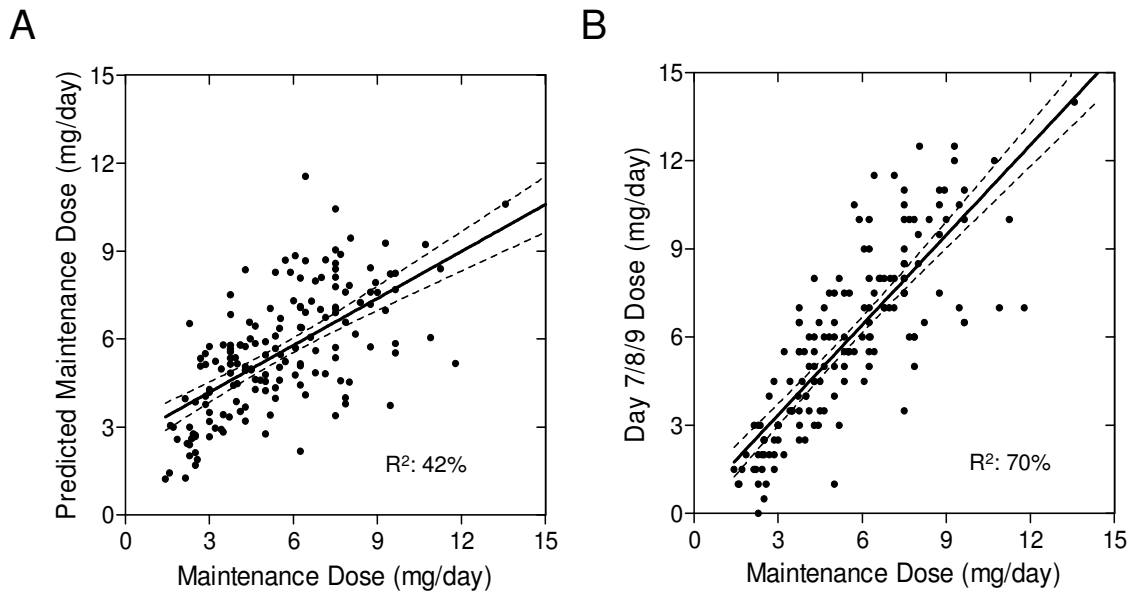 A
Predicted Maintenance Dose (mg/day)
15
12
9
6
3
0
R²: 42%
0 3 6 9 12 15
Maintenance Dose (mg/day)
B
Day 7/8/9 Dose (mg/day)
15
12
9
6
3
0
R²: 70%
0 3 6 9 12 15
Maintenance Dose (mg/day)